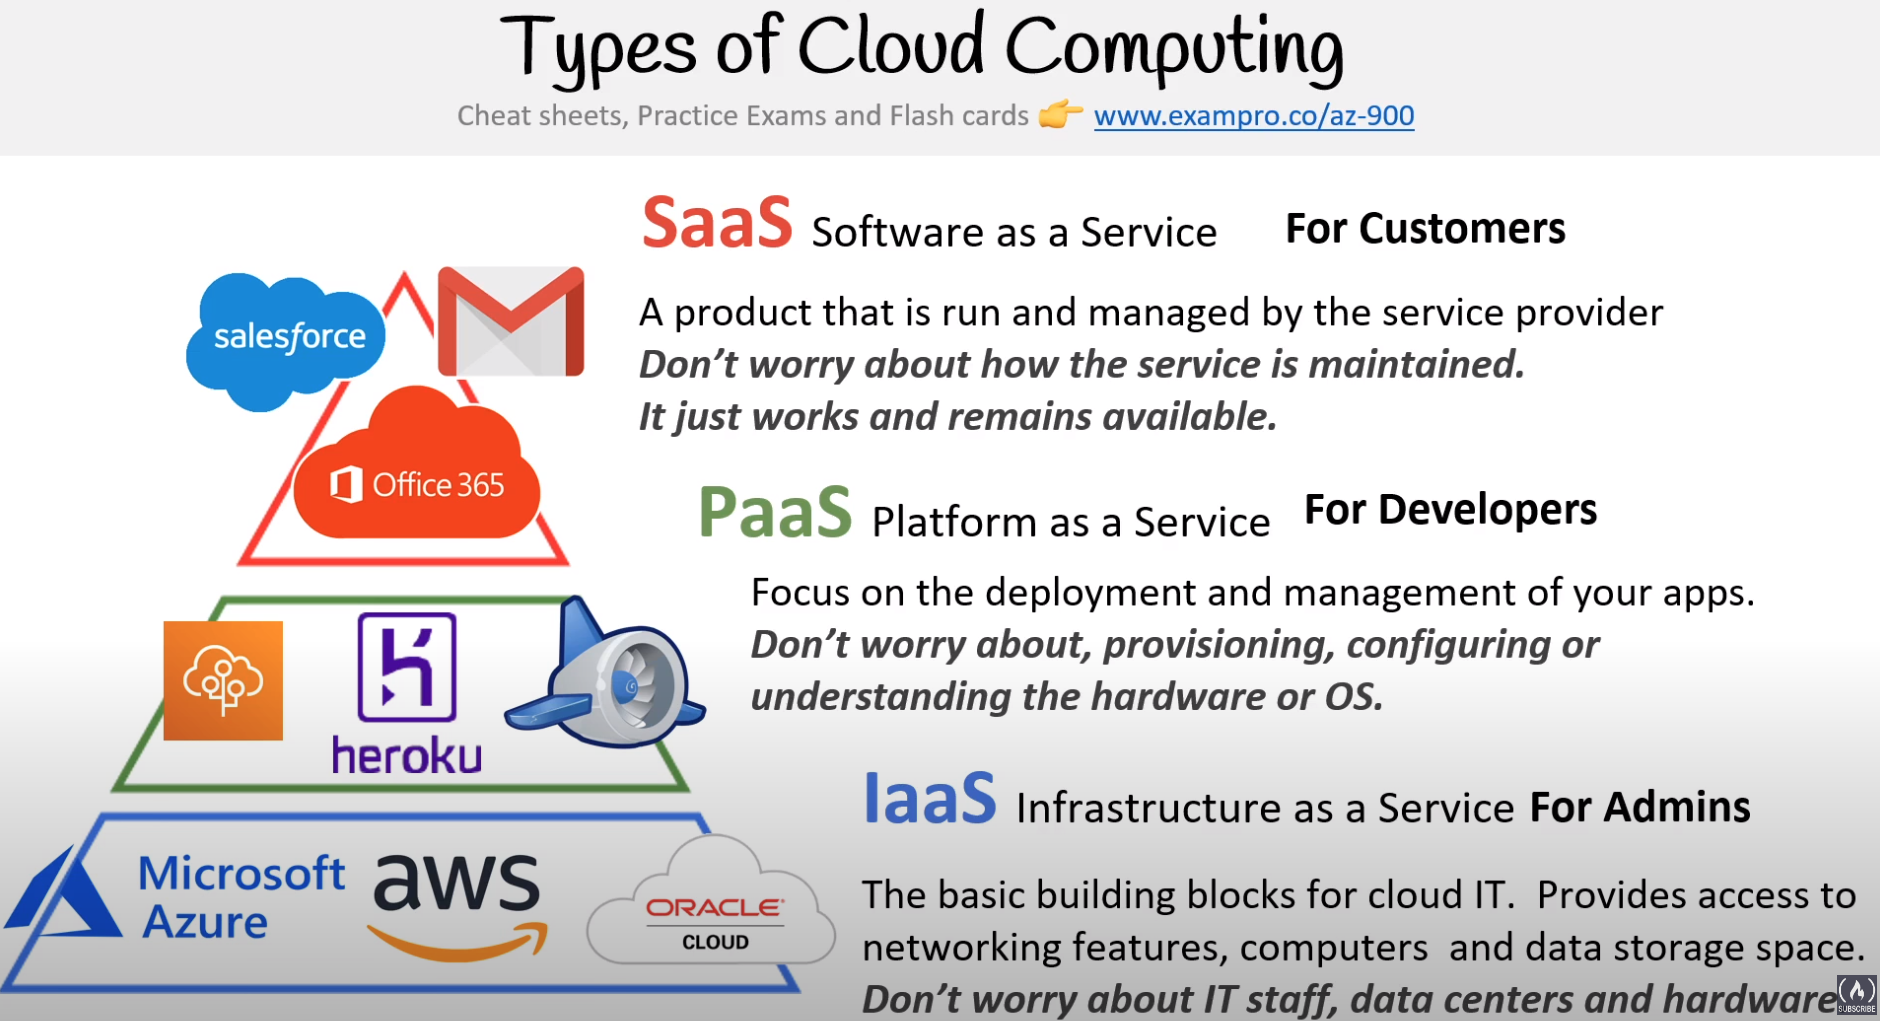 Types of Cloud Computing
Cheat sheets, Practice Exams and Flash cards 👉 www.exampro.co/az-900
SaaS Software as a Service For Customers
A product that is run and managed by the service provider
Don't worry about how the service is maintained.
It just works and remains available.
salesforce
Office 365
PaaS Platform as a Service For Developers
Focus on the deployment and management of your apps.
Don't worry about, provisioning, configuring or
understanding the hardware or OS.
heroku
IaaS Infrastructure as a Service For Admins
The basic building blocks for cloud IT. Provides access to
networking features, computers and data storage space.
Don't worry about IT staff, data centers and hardware
Microsoft
Azure
aws
ORACLE
CLOUD
SUBSCRIBE